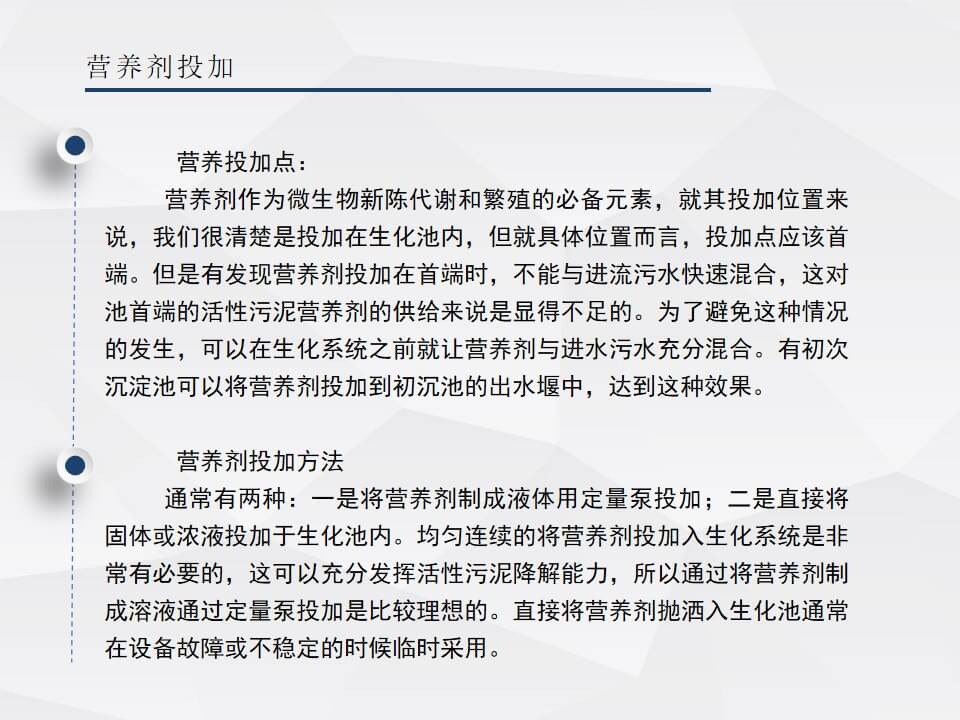 营养剂投加
营养投加点：
营养剂作为微生物新陈代谢和繁殖的必备元素，就其投加位置来
说，我们很清楚是投加在生化池内，但就具体位置而言，投加点应该首
端。但是有发现营养剂投加在首端时，不能与进流污水快速混合，这对
池首端的活性污泥营养剂的供给来说是显得不足的。为了避免这种情况
的发生，可以在生化系统之前就让营养剂与进水污水充分混合。有初次
沉淀池可以将营养剂投加到初沉池的出水堰中，达到这种效果。
营养剂投加方法
通常有两种：一是将营养剂制成液体用定量泵投加；二是直接将
固体或浓液投加于生化池内。均匀连续的将营养剂投加入生化系统是非
常有必要的，这可以充分发挥活性污泥降解能力，所以通过将营养剂制
成溶液通过定量泵投加是比较理想的。直接将营养剂抛洒入生化池通常
在设备故障或不稳定的时候临时采用。